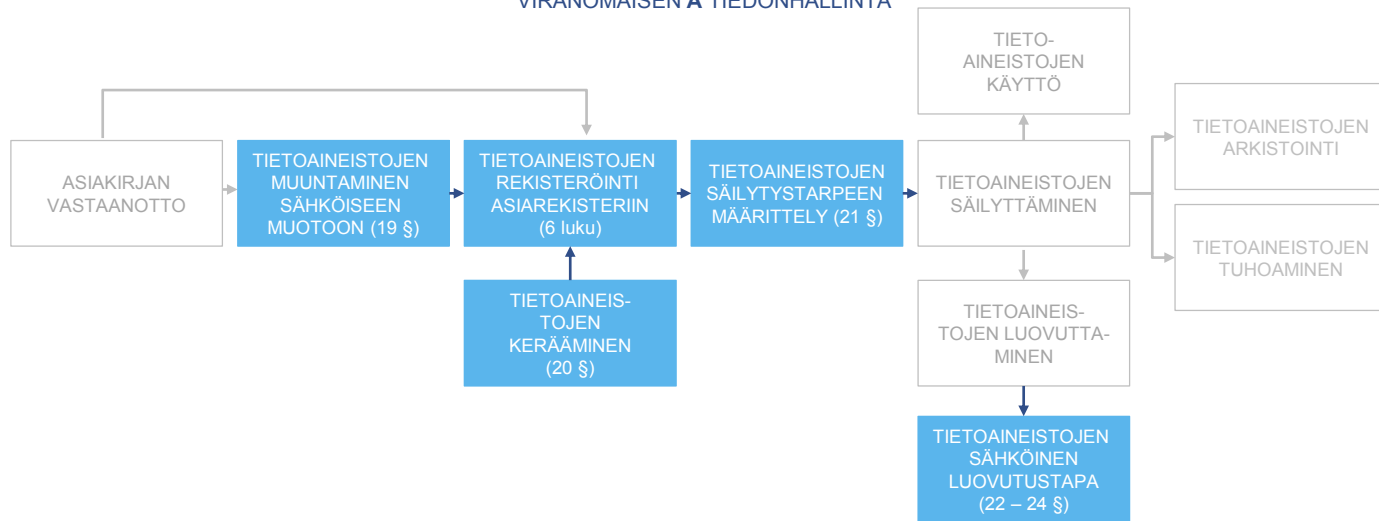 VIRANOMAISEN A TIEDONHALLINTA
TIETO-
AINEISTOJEN
KÄYTTÖ
ASIAKIRJAN
VASTAANOTTO
TIETOAINEISTOJEN
MUUNTAMINEN
SÄHKÖISEEN
MUOTOON (19 §)
TIETOAINEISTOJEN
REKISTERÖINTI
ASIAREKISTERIIN
(6 luku)
TIETOAINEISTOJEN
SÄILYTYSTARPEEN
MÄÄRITTELY (21 §)
TIETOAINEISTOJEN
SÄILYTTÄMINEN
TIETOAINEISTOJEN
ARKISTOINTI
TIETOAINEISTOJEN
TUHOAMINEN
TIETOAINEIS-
TOJEN
KERÄÄMINEN
(20 §)
TIETOAINEIS-
TOJEN LUOVUTTA-
MINEN
TIETOAINEISTOJEN
SÄHKÖINEN
LUOVUTUSTAPA
(22 – 24 §)